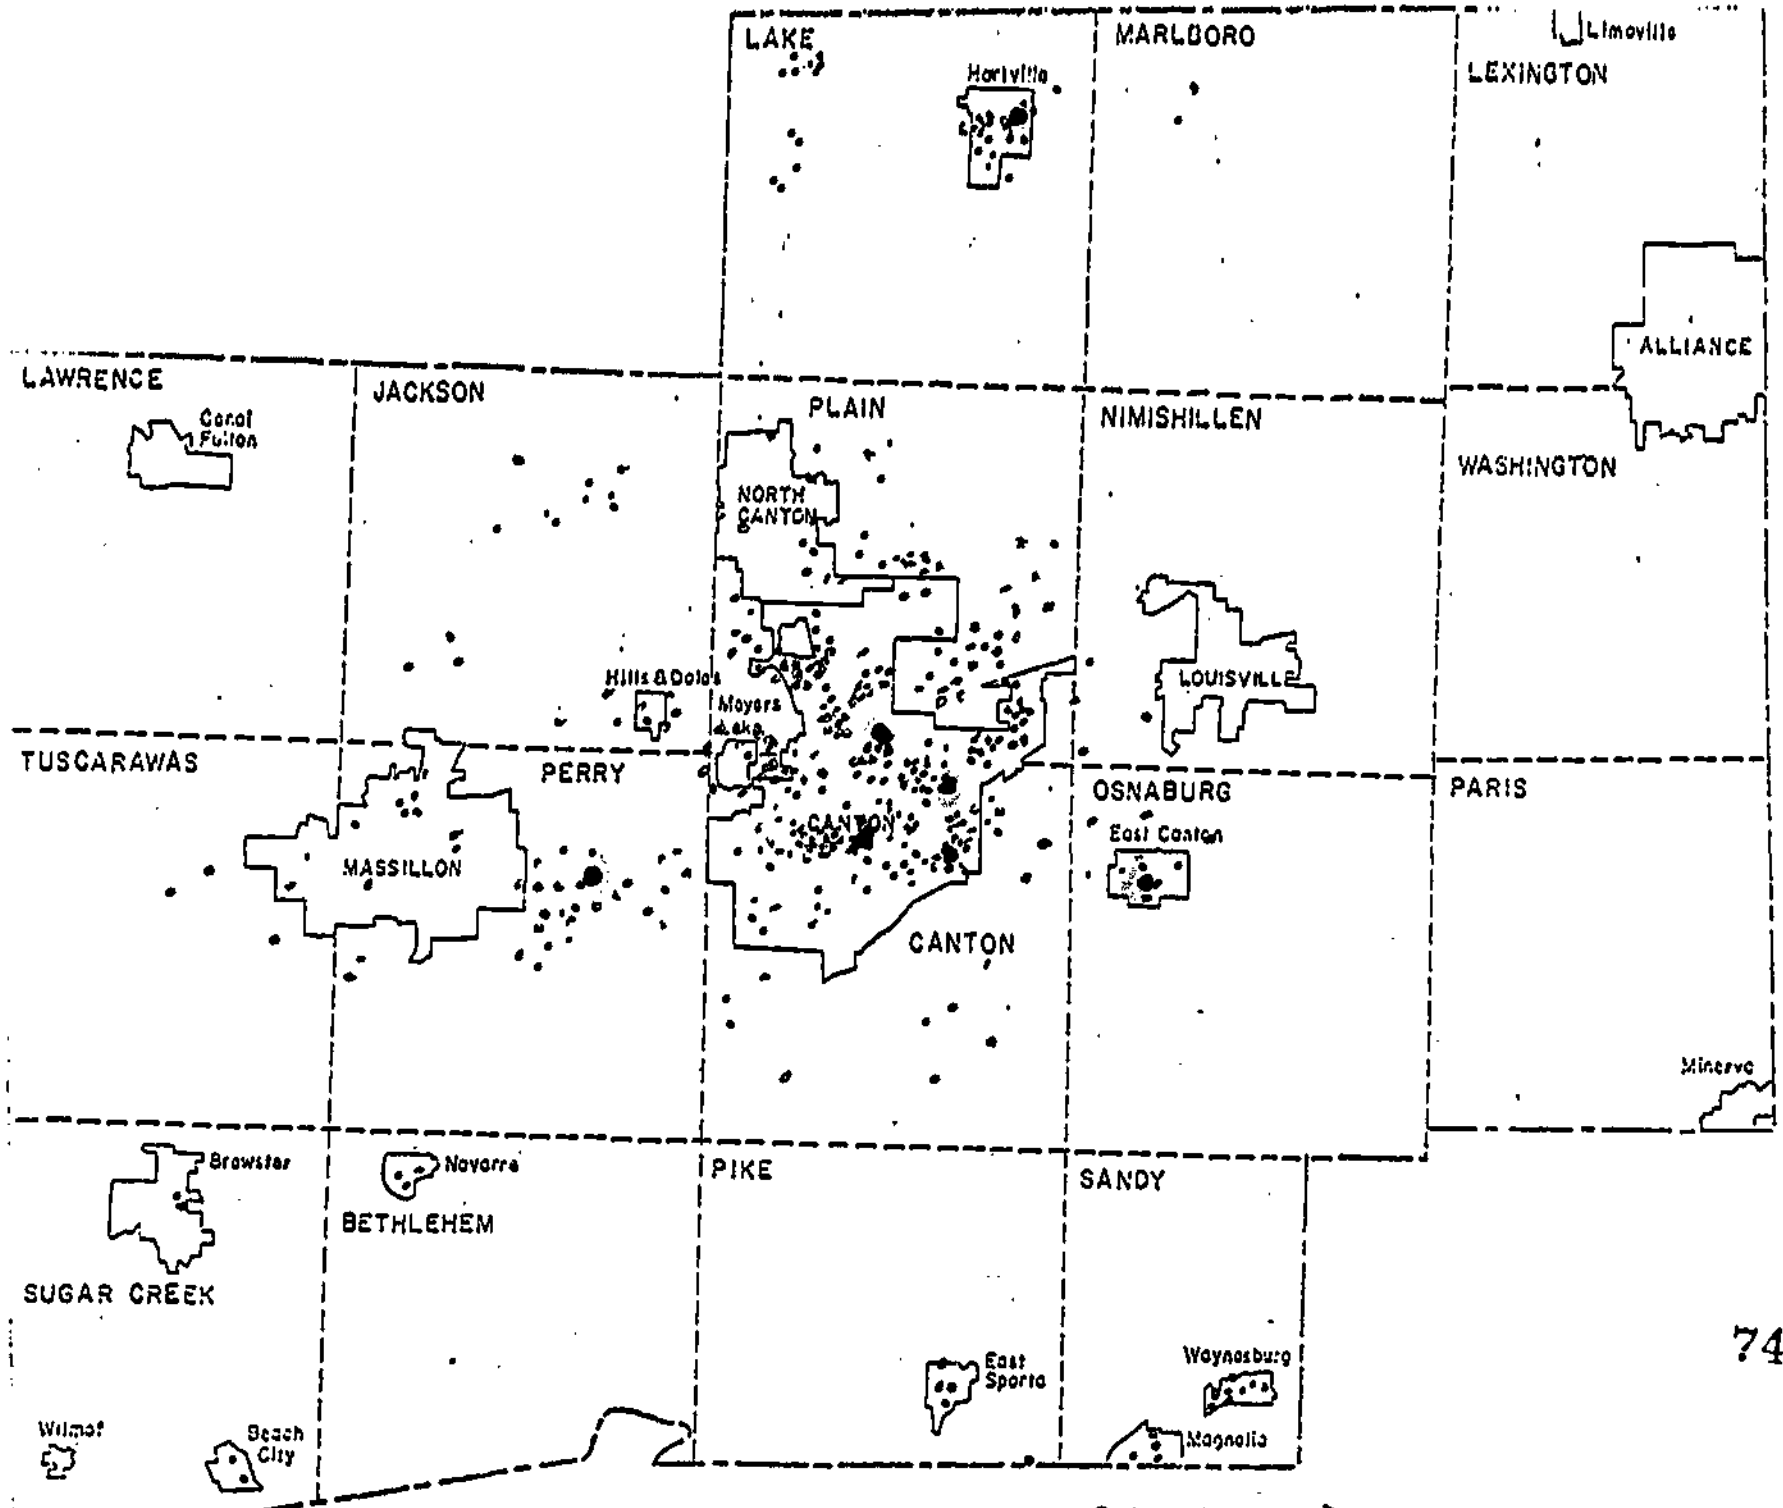 LAKE
MARLBORO
Limaville
LEXINGTON
Hartville
ALLIANCE
LAWRENCE
JACKSON
PLAIN
NIMISHILLEN
Canal
Fulton
WASHINGTON
NORTH
CANTON
Hills & Dales
Meyers
Lake
LOUISVILLE
TUSCARAWAS
PERRY
OSNABURG
PARIS
CANTON
East Canton
MASSILLON
CANTON
Minerva
Brewster
Navarre
PIKE
SANDY
BETHLEHEM
SUGAR CREEK
74
Waynesburg
East
Sparta
Wilmot
Beach
City
Magnolia